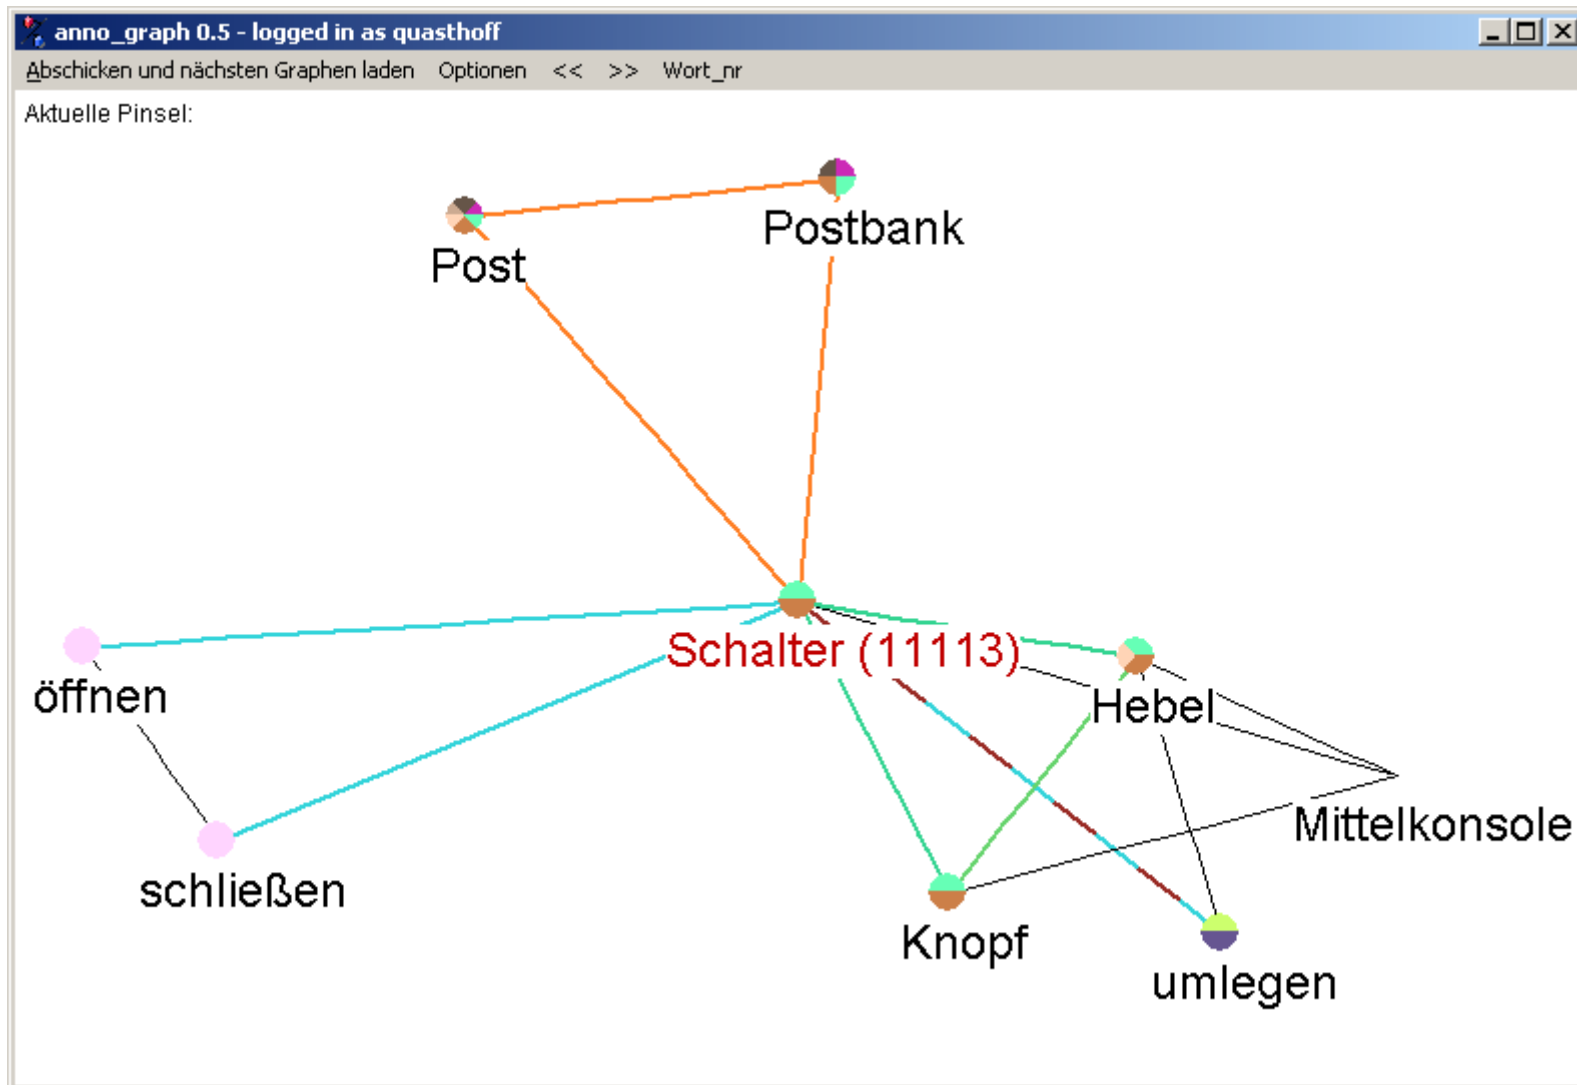 anno_graph 0.5 - logged in as quasthoff
Abschicken und nächsten Graphen laden Optionen << >> Wort_nr
Aktuelle Pinsel:
Postbank
Post
Schalter (11113)
öffnen
Hebel
Mittelkonsole
schließen
Knopf
umlegen